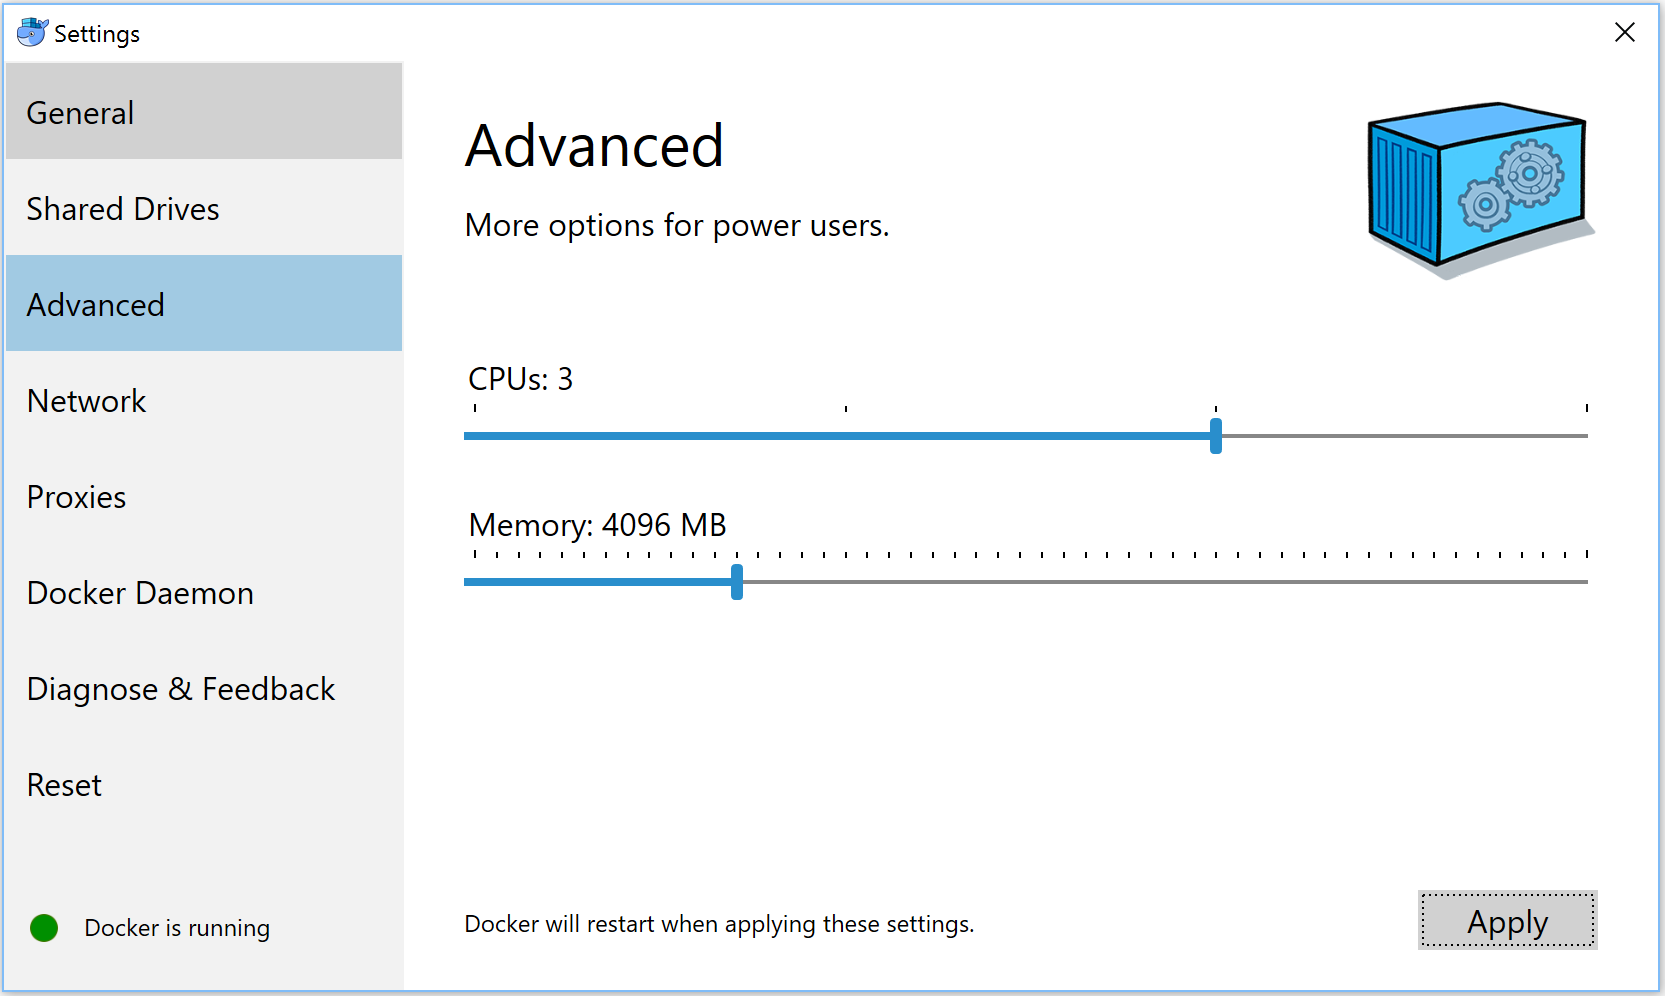 Settings
General
Shared Drives
Advanced
Network
Proxies
Docker Daemon
Diagnose & Feedback
Reset
Docker is running
Advanced
More options for power users.
CPUs: 3
Memory: 4096 MB
Docker will restart when applying these settings.
Apply